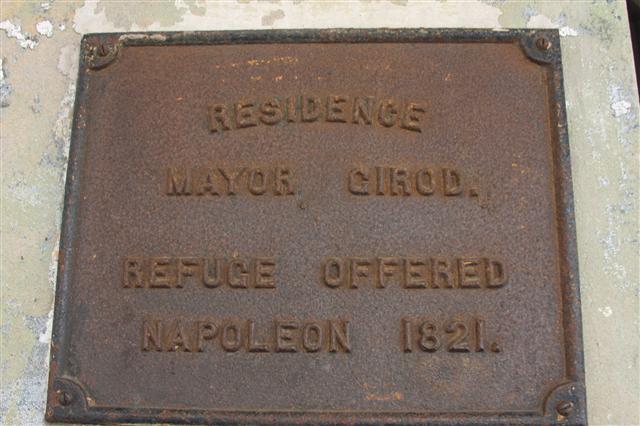 RESIDENCE
MAYOR GIROD.
REFUGE OFFERED
NAPOLEON 1821.